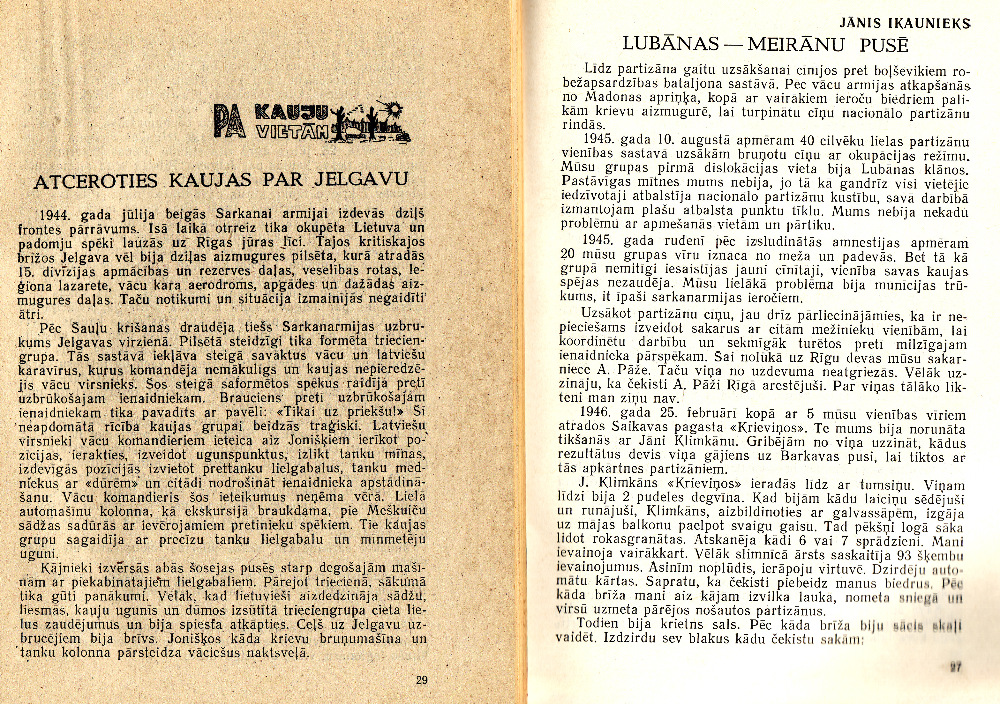 PA KAUJU
VIETĀM
ATCEROTIES KAUJAS PAR JELGAVU
1944. gada jūlija beigās Sarkanai armijai izdevās dziļš
frontes pārrāvums. Īsā laikā otrreiz tika okupēta Lietuva un
padomju spēki lauzās uz Rīgas jūras līci. Tajos kritiskajos
brīžos Jelgava vēl bija dziļas aizmugures pilsēta, kurā atradās
15. divīzijas apmācības un rezerves daļas, veselības rotas, le-
ģiona lazarete, vācu kara aerodroms, apgādes un dažādas aiz-
mugures daļas. Taču notikumi un situācija izmainījās negaidīti
ātri.
Pēc Sauļu krišanas draudēja tiešs Sarkanarmijas uzbru-
kums Jelgavas virzienā. Pilsētā steidzīgi tika formēta triecien-
grupa. Tās sastāvā iekļāva steigā savāktus vācu un latviešu
karavīrus, kurus komandēja nemākulīgs un kaujās nepieredzē-
jis vācu virsnieks. Šos steigā saformētos spēkus raidīja pretī
uzbrūkošajam ienaidniekam. Brauciens pretī uzbrūkošajam
ienaidniekam tika pavadīts ar pavēli: «Tikai uz priekšu!» Šī
neapdomātā rīcība kaujas grupai beidzās traģiski. Latviešu
virsnieki vācu komandieriem ieteica aiz Jonišķiem ierīkot po-
zīcijas, ierakties, izveidot ugunspunktus, izlikt tanku mīnas,
izdevīgās pozīcijās izvietot prettanku lielgabalus, tanku med-
niekus ar «dūrēm» un citādi nodrošināt ienaidnieka apstādinā-
šanu. Vācu komandieris šos ieteikumus neņēma vērā. Lielā
automašīnu kolonna, kā ekskursijā braukdama, pie Meškuiču
sādžas sadūrās ar ievērojamiem pretinieku spēkiem. Tie kaujas
grupu sagaidīja ar precīzu tanku lielgabalu un mīnmetēju
uguni.
Kājnieki izvērsās abās šosejas pusēs starp degošajām mašī-
nām ar piekabinātajiem lielgabaliem. Pārejot triecienā, sākumā
tika gūti panākumi. Vēlāk, kad lietuvieši aizdedzināja sādžu,
liesmās, kauju ugunīs un dūmos izsūtītā trieciengrupa cieta lie-
lus zaudējumus un bija spiesta atkāpties. Ceļš uz Jelgavu uz-
brucējiem bija brīvs. Jonišķos kāda krievu bruņumašīna un
tanku kolonna pārsteidza vāciešus naktsveļā.
29
JĀNIS IKAUNIEKS
LUBĀNAS — MEIRĀNU PUSĒ
Līdz partizāna gaitu uzsākšanai cīnījos pret boļševikiem ro-
bežapsardzības bataljona sastāvā. Pēc vācu armijas atkāpšanās
no Madonas apriņķa, kopā ar vairākiem ieroču biedriem pali-
kām krievu aizmugurē, lai turpinātu cīņu nacionālo partizānu
rindās.
1945. gada 10. augustā apmēram 40 cilvēku lielas partizānu
vienības sastāvā uzsākām bruņotu cīņu ar okupācijas režīmu.
Mūsu grupas pirmā dislokācijas vieta bija Lubānas klānos.
Pastāvīgas mītnes mums nebija, jo tā kā gandrīz visi vietējie
iedzīvotāji atbalstīja nacionālo partizānu kustību, savā darbībā
izmantojām plašu atbalsta punktu tīklu. Mums nebija nekādu
problēmu ar apmešanās vietām un pārtiku.
1945. gada rudenī pēc izsludinātās amnestijas apmēram
20 mūsu grupas vīru iznāca no meža un padevās. Bet tā kā
grupā nemitīgi iesaistījās jauni cīnītāji, vienība savas kaujas
spējas nezaudēja. Mūsu lielākā problēma bija munīcijas trū-
kums, it īpaši sarkanarmijas ieročiem.
Uzsākot partizānu cīņu, jau drīz pārliecinājāmies, ka ir ne-
pieciešams izveidot sakarus ar citām mežinieku vienībām, lai
koordinētu darbību un sekmīgāk turētos pretī milzīgajam
ienaidnieka pārspēkam. Šai nolūkā uz Rīgu devās mūsu sakar-
niece A. Pāže. Taču viņa no uzdevuma neatgriezās. Vēlāk uz-
zināju, ka čekisti A. Pāži Rīgā arestējuši. Par viņas tālāko lik-
teni man ziņu nav.
1946. gada 25. februārī kopā ar 5 mūsu vienības vīriem
atrados Saikavas pagasta «Krieviņos». Te mums bija norunāta
tikšanās ar Jāni Klimkānu. Gribējām no viņa uzzināt, kādus
rezultātus devis viņa gājiens uz Barkavas pusi, lai tiktos ar
tās apkārtnes partizāniem.
J. Klimkāns «Krieviņos» ieradās līdz ar tumsiņu. Viņam
līdzi bija 2 pudeles degvīna. Kad bijām kādu laiciņu sēdējuši
un runājuši, Klimkāns, aizbildinoties ar galvassāpēm, izgāja
uz mājas balkonu paelpot svaigu gaisu. Tad pēkšņi logā sāka
lidot rokasgranātas. Atskanēja kādi 6 vai 7 sprādzieni. Mani
ievainoja vairākkārt. Vēlāk slimnīcā ārsts saskaitīja 93 šķembu
ievainojumus. Asinīm noplūdis, ierāpoju virtuvē. Dzirdēju auto-
mātu kārtas. Sapratu, ka čekisti piebeidz manus biedrus. Pēc
kāda brīža mani aiz kājām izvilka laukā, nometa sniegā un
virsū uzmeta pārējos nošautos partizānus.
Todien bija krietns sals. Pēc kāda brīža biju sācis skaļi
vaidēt. Izdzirdu sev blakus kādu čekistu sakām:
27